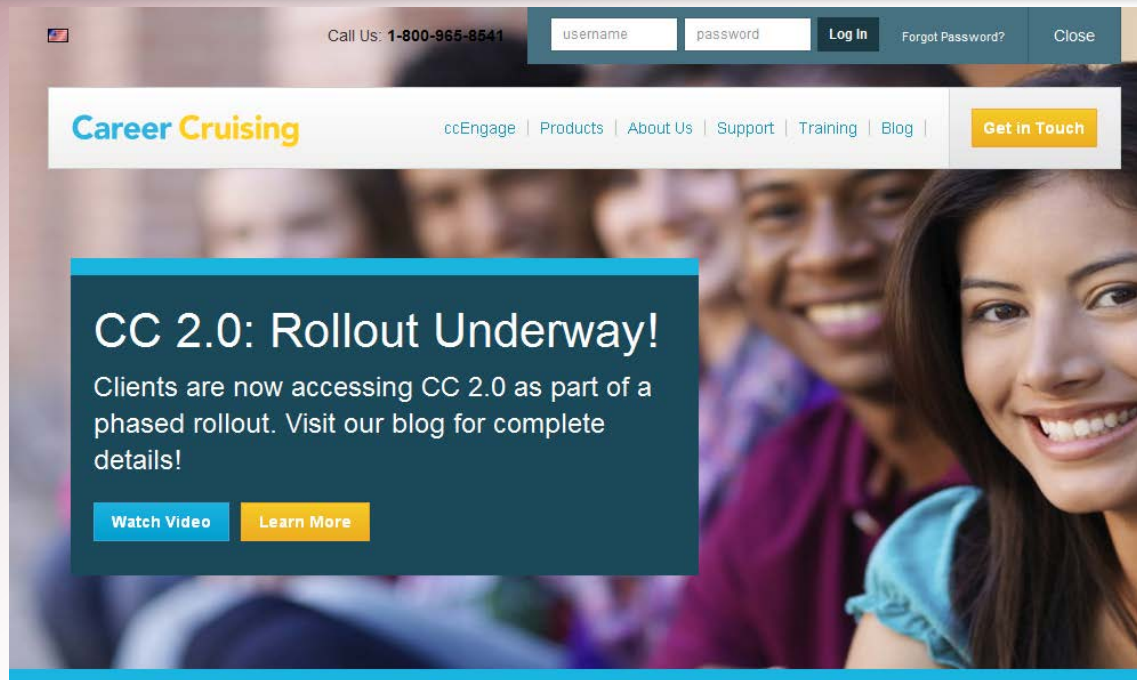 Call Us: 1-800-965-8541 username password Log In Forgot Password? Close
Career Cruising ccEngage | Products | About Us | Support | Training | Blog | Get in Touch
CC 2.0: Rollout Underway!
Clients are now accessing CC 2.0 as part of a
phased rollout. Visit our blog for complete
details!
Watch Video Learn More